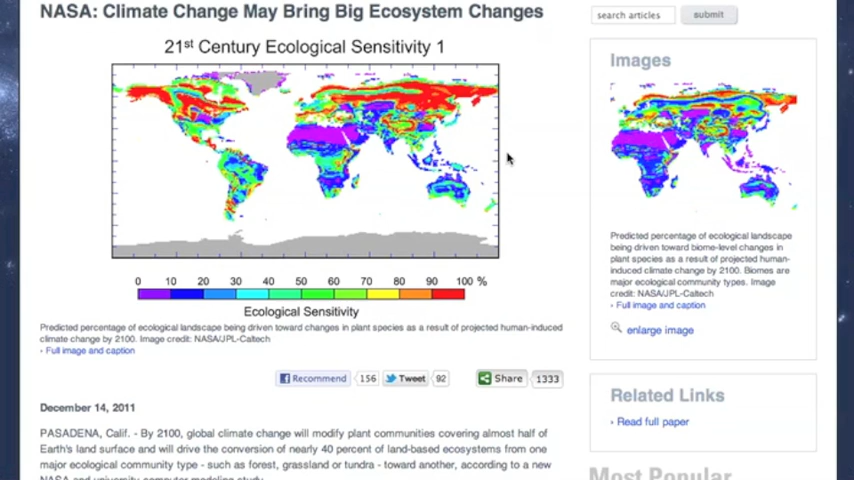 NASA: Climate Change May Bring Big Ecosystem Changes
21st Century Ecological Sensitivity 1
0 10 20 30 40 50 60 70 80 90 100 %
Ecological Sensitivity
Predicted percentage of ecological landscape being driven toward changes in plant species as a result of projected human-induced
climate change by 2100. Image credit: NASA/JPL-Caltech
› Full image and caption
Recommend 156 Tweet 92 Share 1333
December 14, 2011
PASADENA, Calif. - By 2100, global climate change will modify plant communities covering almost half of
Earth's land surface and will drive the conversion of nearly 40 percent of land-based ecosystems from one
major ecological community type - such as forest, grassland or tundra - toward another, according to a new
NASA and university computer modeling study.
search articles submit
Images
Predicted percentage of ecological landscape
being driven toward biome-level changes in
plant species as a result of projected human-
induced climate change by 2100. Biomes are
major ecological community types. Image
credit: NASA/JPL-Caltech
› Full image and caption
enlarge image
Related Links
› Read full paper
Most Popular